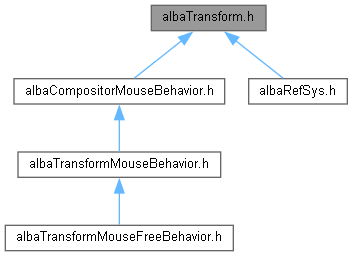 albaTransform.h
albaCompositorMouseBehavior.h
albaRefSys.h
albaTransformMouseBehavior.h
albaTransformMouseFreeBehavior.h